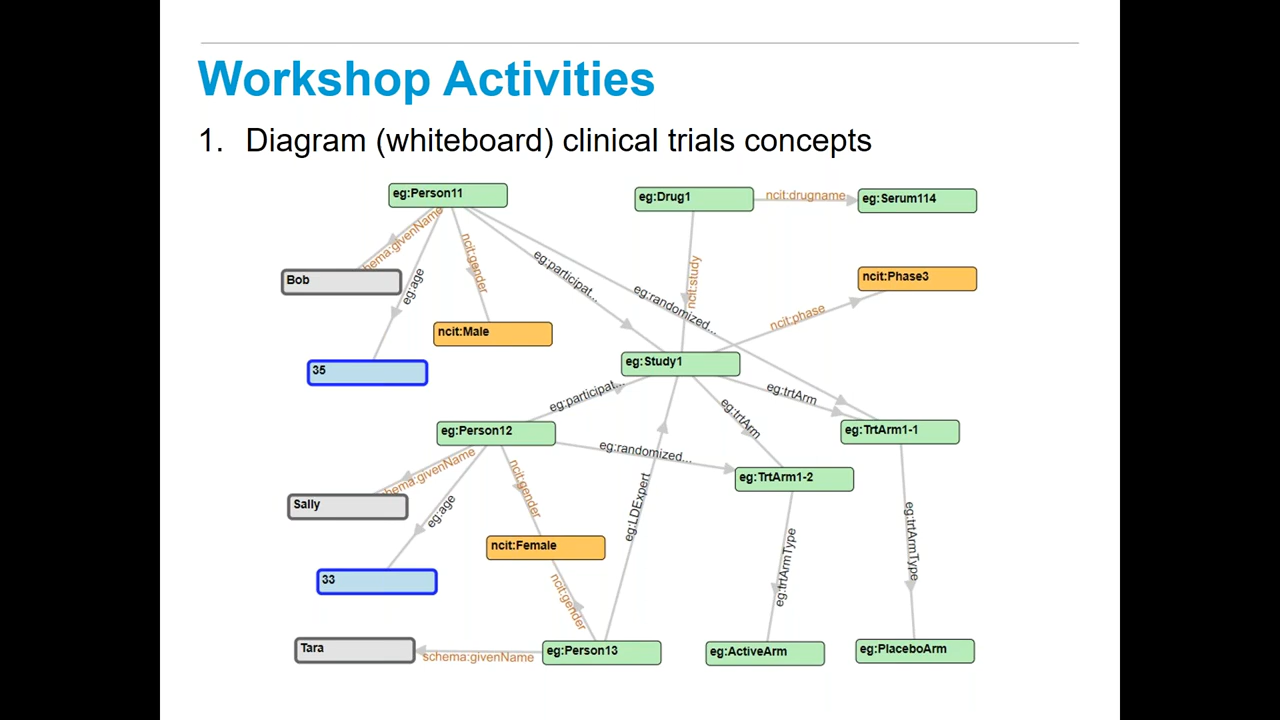 Workshop Activities
1. Diagram (whiteboard) clinical trials concepts
eg:Person11
eg:Drug1
ncit:drugname
eg:Serum114
schema:givenName
ncit:gender
eg:participat...
ncit:study
ncit:Phase3
Bob
eg:age
eg:randomized...
ncit:phase
ncit:Male
35
eg:Study1
eg:participat...
eg:trtArm
eg:trtArm
eg:Person12
eg:TrtArm1-1
eg:randomized...
schema:givenName
ncit:gender
eg:TrtArm1-2
Sally
eg:age
eg:LDExpert
eg:trtArmType
ncit:Female
eg:trtArmType
33
ncit:gender
Tara
schema:givenName
eg:Person13
eg:ActiveArm
eg:PlaceboArm